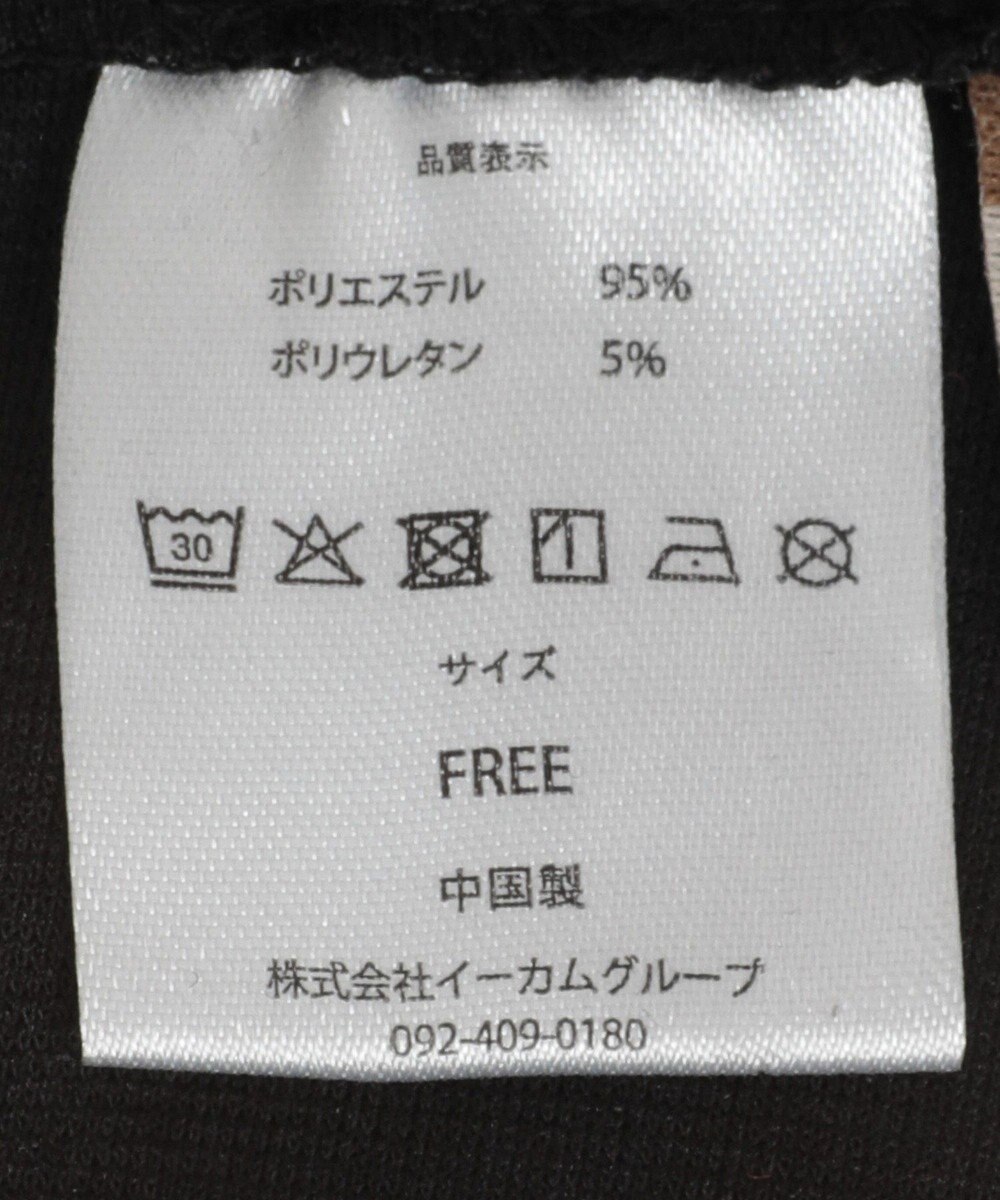 品質表示
ポリエステル 95%
ポリウレタン 5%
30
サイズ
FREE
中国製
株式会社イーカムグループ
092-409-0180